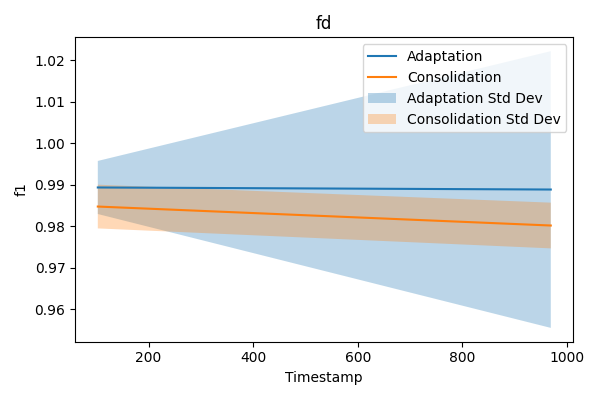 fd
Adaptation
Consolidation
Adaptation Std Dev
Consolidation Std Dev
1.02
1.01
1.00
0.99
0.98
0.97
0.96
f1
200 400 600 800 1000
Timestamp